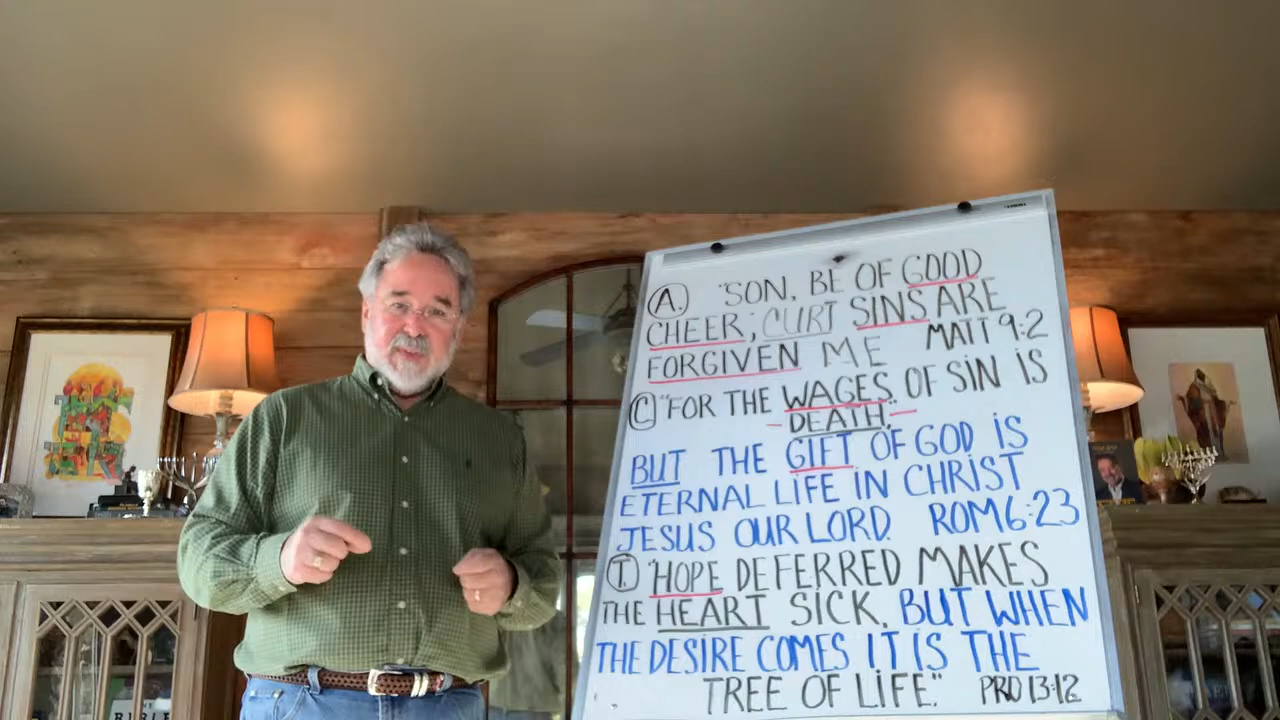 A. "SON, BE OF GOOD
CHEER; CURT SINS ARE
FORGIVEN ME MATT 9:2
C "FOR THE WAGES OF SIN IS
DEATH,"
BUT THE GIFT OF GOD IS
ETERNAL LIFE IN CHRIST
JESUS OUR LORD. ROM 6:23
T. "HOPE DEFERRED MAKES
THE HEART SICK, BUT WHEN
THE DESIRE COMES IT IS THE
TREE OF LIFE." PRO 13:12